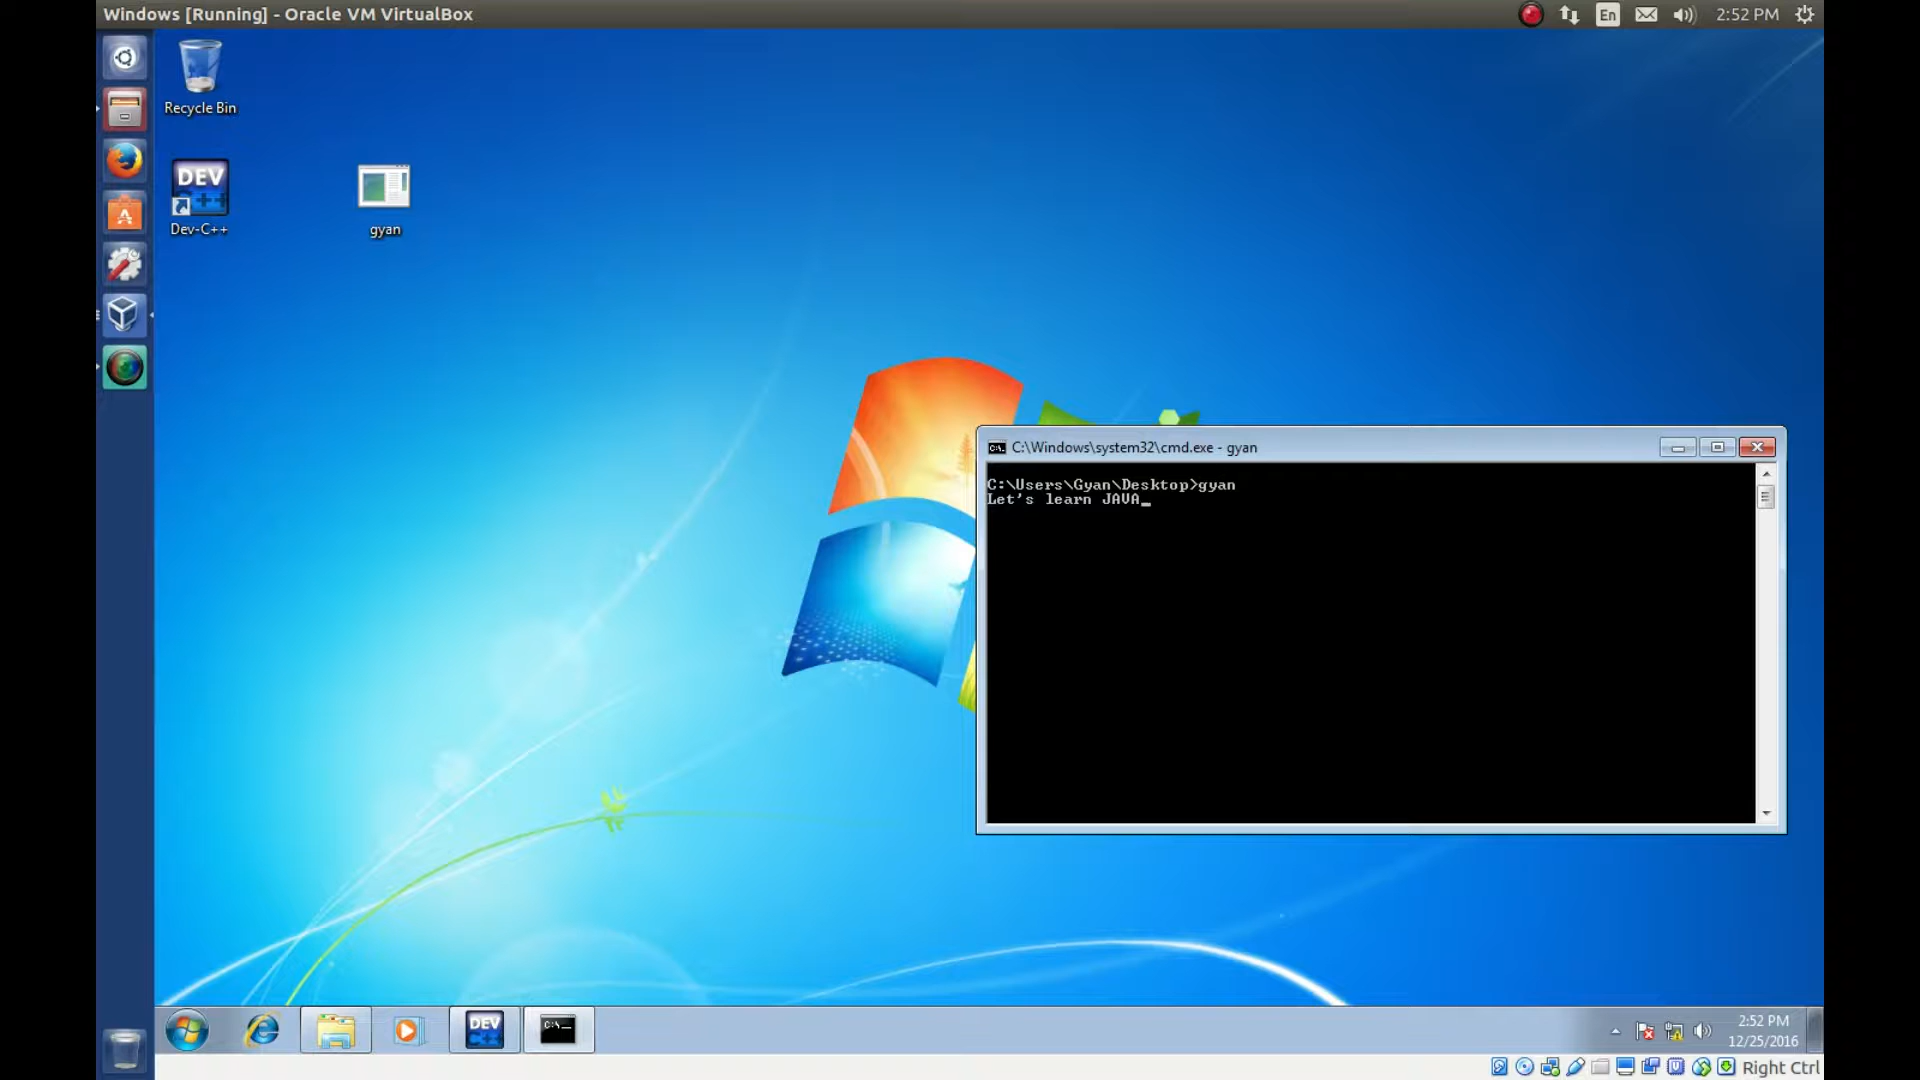 Windows [Running] - Oracle VM VirtualBox
En
2:52 PM
Recycle Bin
DEV
C++
Dev-C++
gyan
C:\Windows\system32\cmd.exe - gyan
C:\Users\Gyan\Desktop>gyan
Let's learn JAVA_
DEV
C++
C:\_
2:52 PM
12/25/2016
Right Ctrl